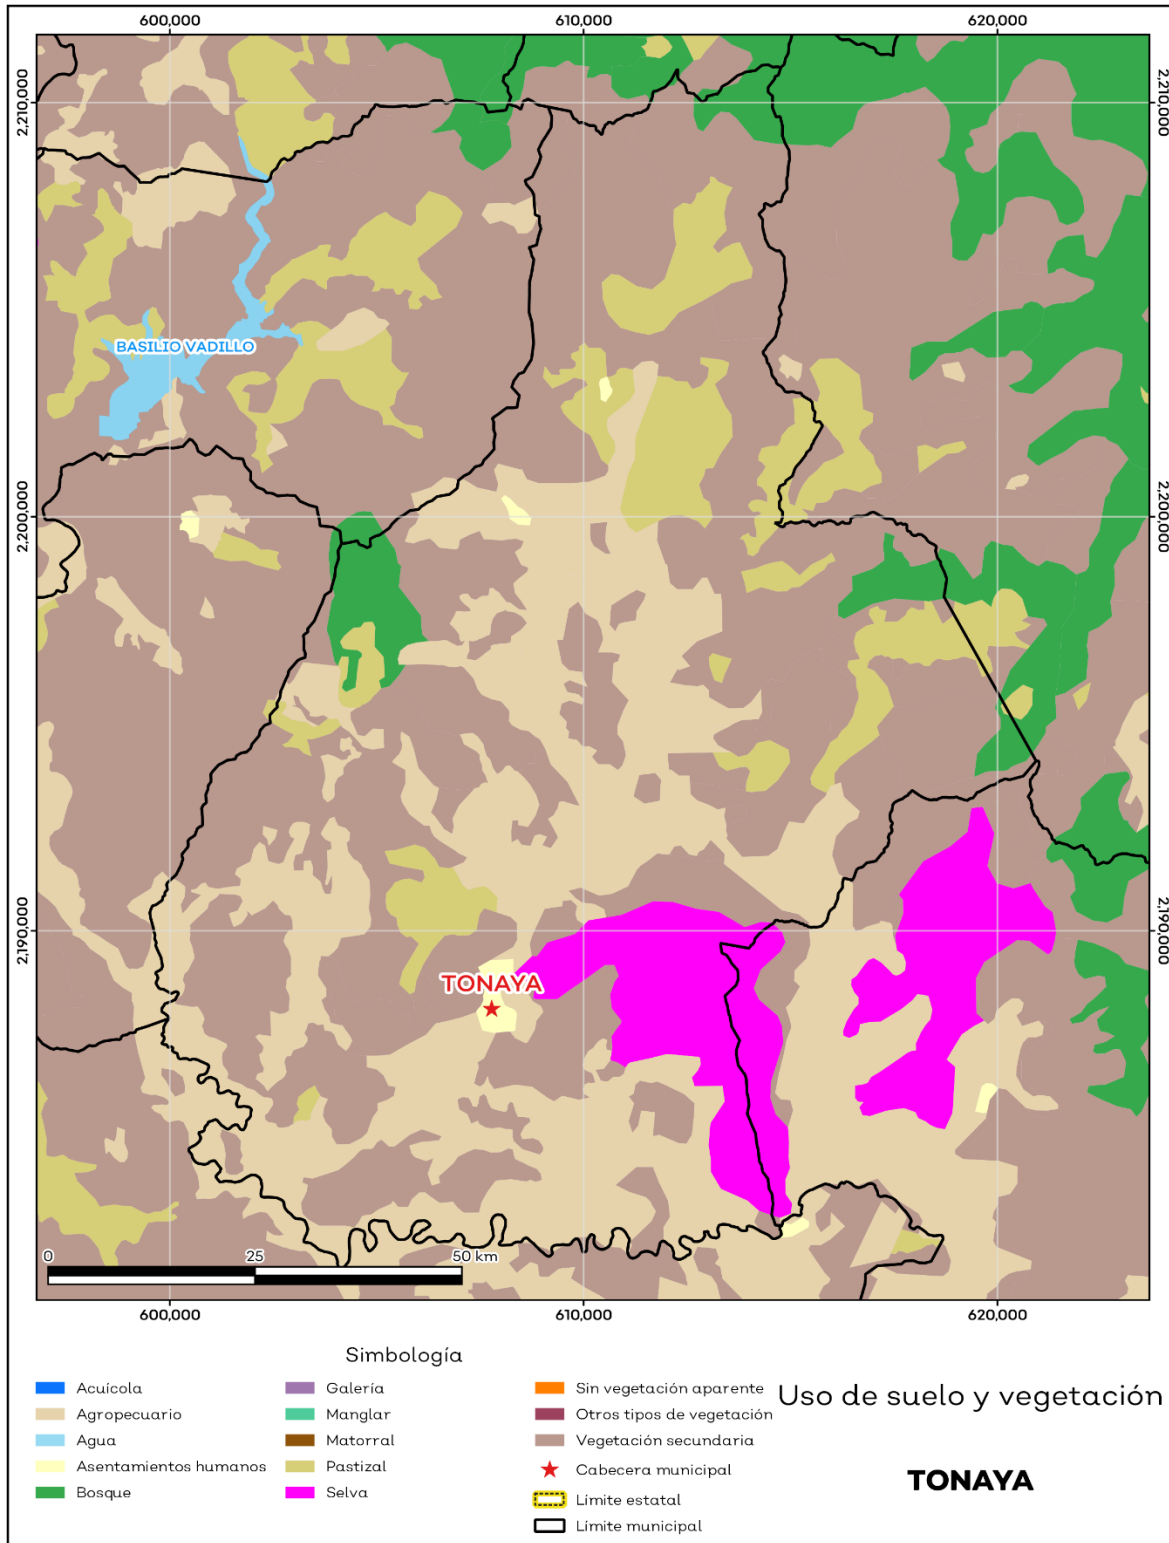 600,000 610,000 620,000
2,210,000 2,210,000
BASILIO VADILLO
2,200,000 2,200,000
2,190,000 2,190,000
TONAYA
0 25 50 km
600,000 610,000 620,000
Simbología
Acuícola
Agropecuario
Agua
Asentamientos humanos
Bosque
Galería
Manglar
Matorral
Pastizal
Selva
Sin vegetación aparente
Otros tipos de vegetación
Vegetación secundaria
Cabecera municipal
Límite estatal
Límite municipal
Uso de suelo y vegetación
TONAYA